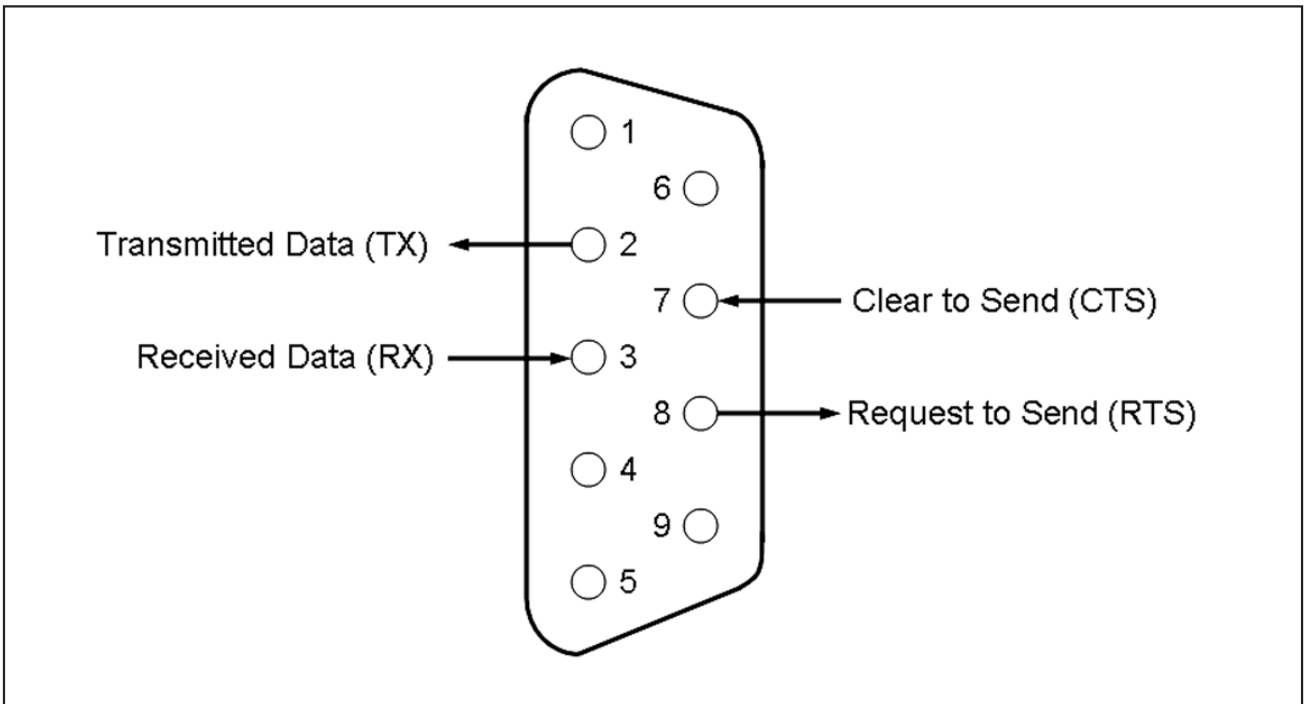 1
6
Transmitted Data (TX)
2
7
Clear to Send (CTS)
Received Data (RX)
3
8
Request to Send (RTS)
4
9
5